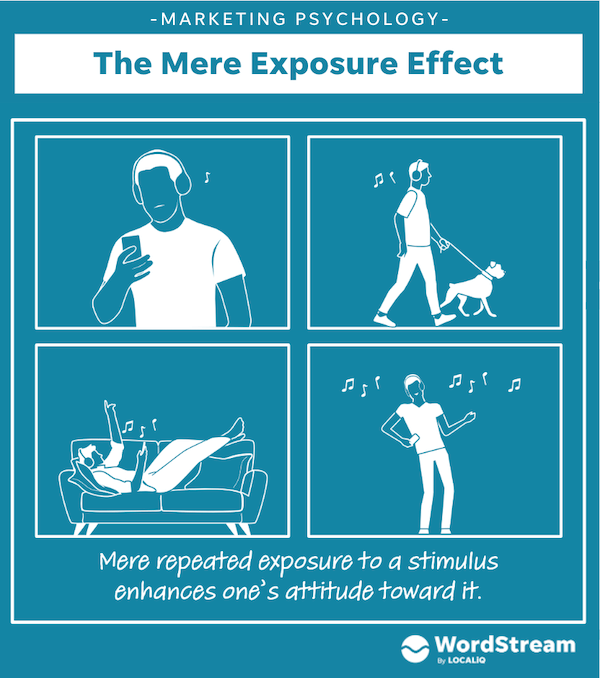 -MARKETING PSYCHOLOGY-
The Mere Exposure Effect
Mere repeated exposure to a stimulus
enhances one's attitude toward it.
WordStream
By LOCALiQ